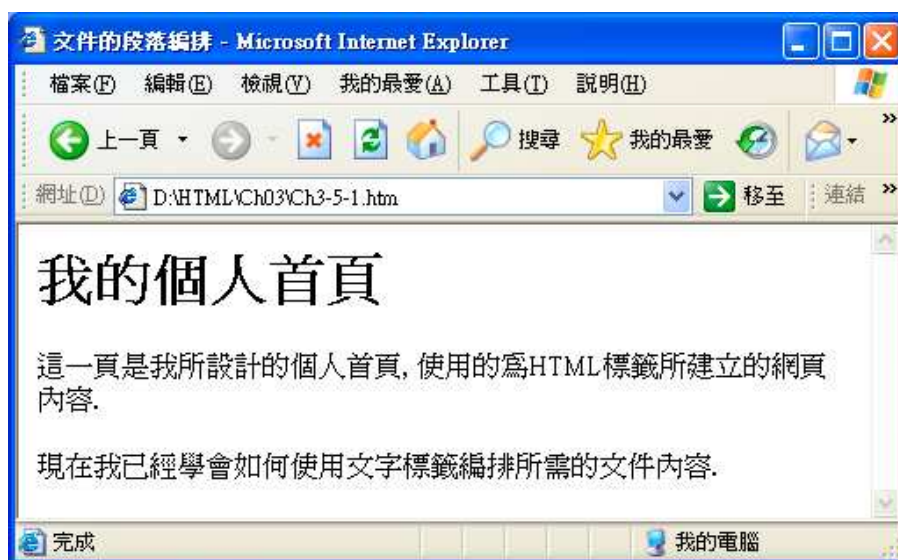 文件的段落編排 - Microsoft Internet Explorer
檔案(F) 編輯(E) 檢視(V) 我的最愛(A) 工具(T) 說明(H)
上一頁 搜尋 我的最愛 »
網址(D) D:\HTML\Ch03\Ch3-5-1.htm 移至 連結 »
我的個人首頁
這一頁是我所設計的個人首頁, 使用的為HTML標籤所建立的網頁
內容.
現在我已經學會如何使用文字標籤編排所需的文件內容.
完成 我的電腦